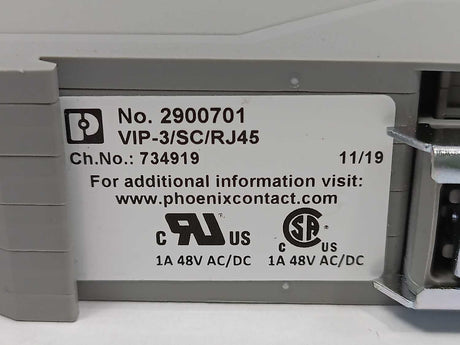 No. 2900701
VIP-3/SC/RJ45
Ch.No.: 734919 11/19
For additional information visit:
www.phoenixcontact.com
c RU US
1A 48V AC/DC
C SA US
1A 48V AC/DC